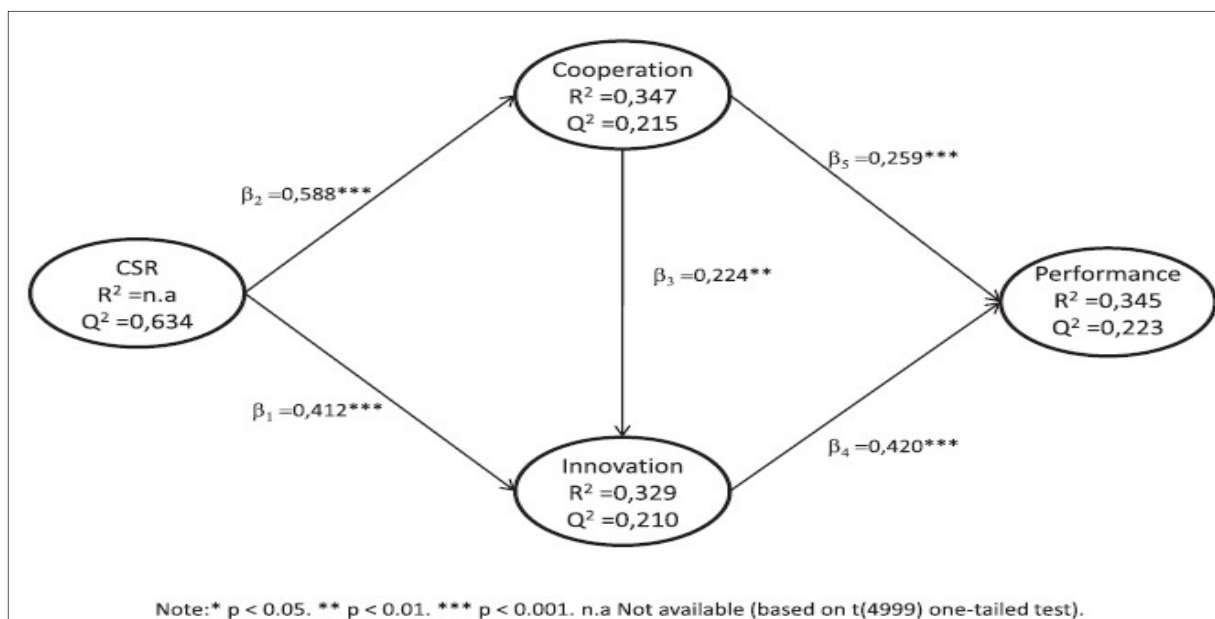 Cooperation
R² =0,347
Q² =0,215
β₂ =0,588***
β₅ =0,259***
CSR
R² =n.a
Q² =0,634
β₃ =0,224**
Performance
R² =0,345
Q² =0,223
β₁ =0,412***
β₄ =0,420***
Innovation
R² =0,329
Q² =0,210
Note:* p < 0.05. ** p < 0.01. *** p < 0.001. n.a Not available (based on t(4999) one-tailed test).